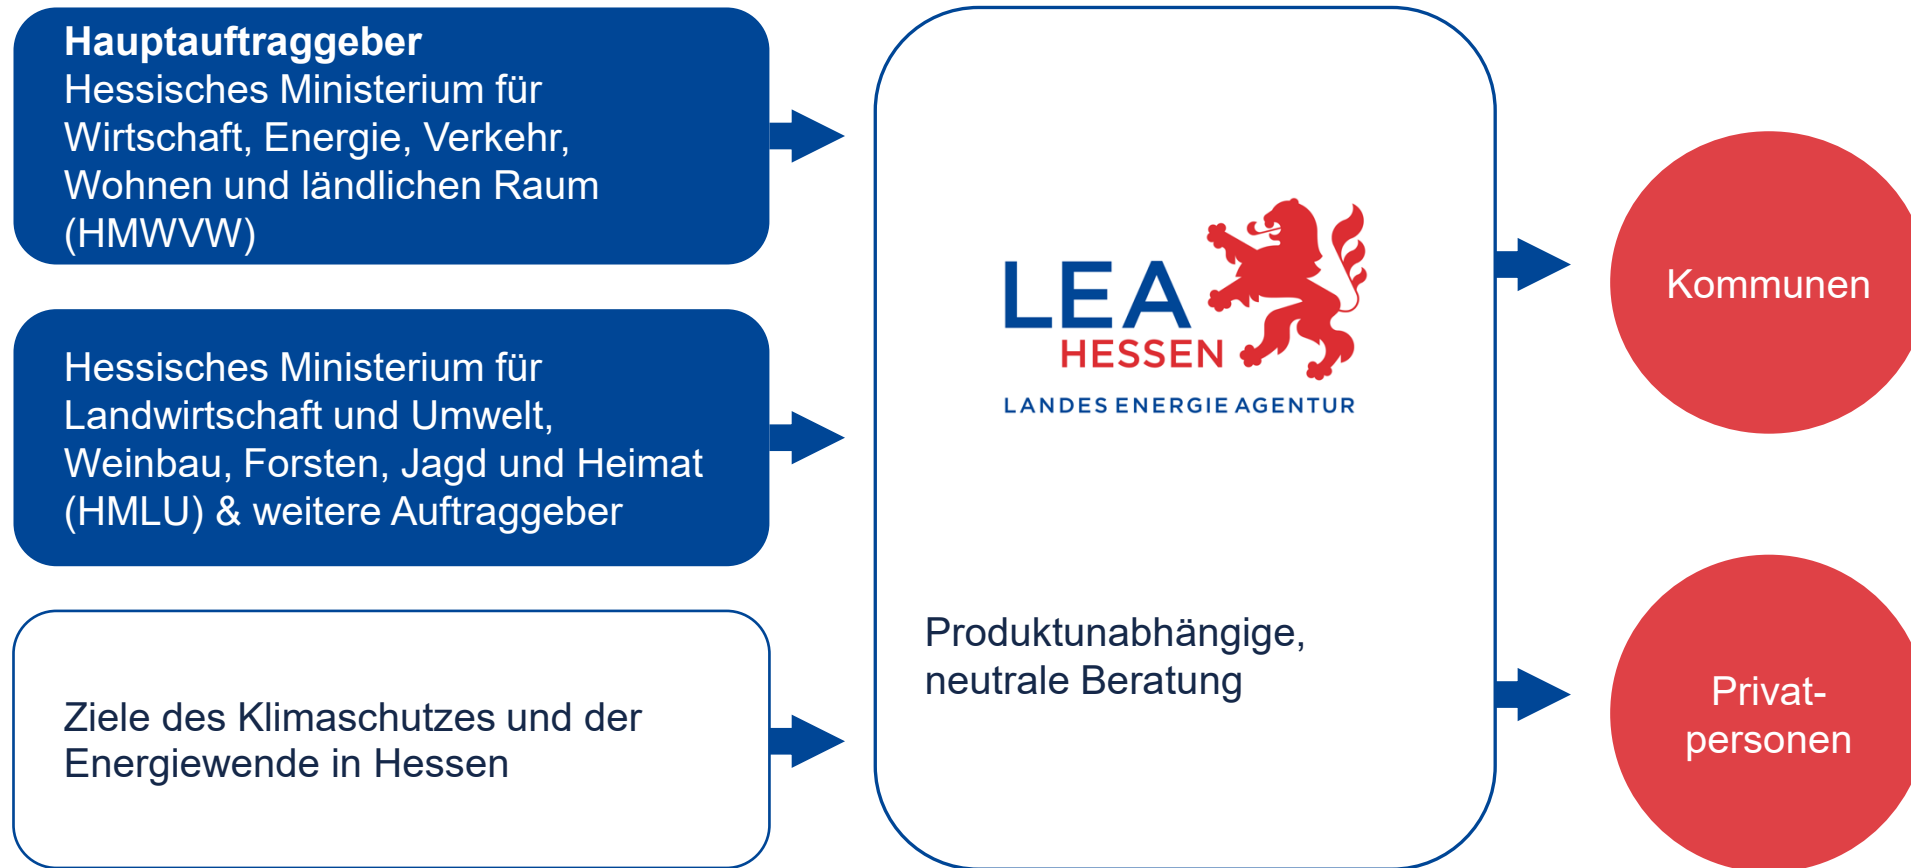 Hauptauftraggeber
Hessisches Ministerium für
Wirtschaft, Energie, Verkehr,
Wohnen und ländlichen Raum
(HMWVW)
Hessisches Ministerium für
Landwirtschaft und Umwelt,
Weinbau, Forsten, Jagd und Heimat
(HMLU) & weitere Auftraggeber
Ziele des Klimaschutzes und der
Energiewende in Hessen
LEA
HESSEN
LANDES ENERGIE AGENTUR
Produktunabhängige,
neutrale Beratung
Kommunen
Privat-
personen